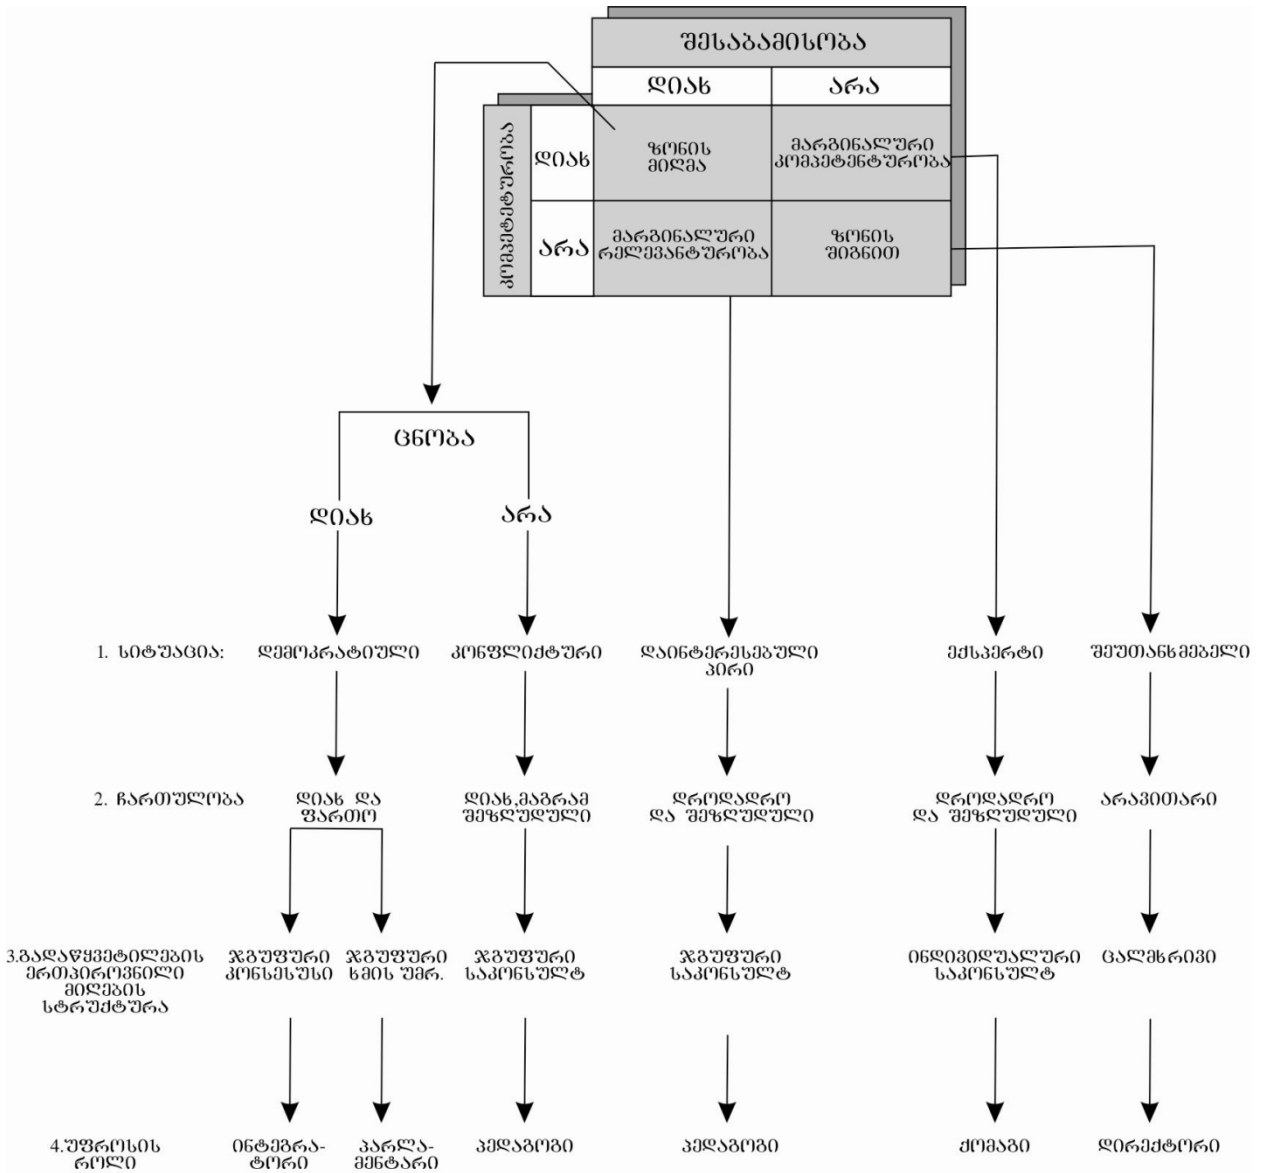 შესაბამისობა
დიახ არა
კომპეტეტურობა
დიახ
ზონის
მიღმა
მარგინალური
კომპეტენტურობა
არა
მარგინალური
რელევანტურობა
ზონის
შიგნით
ცნობა
დიახ არა
1. სიტუაცია: დემოკრატიული კონფლიქტური დაინტერესებული ექსპერტი შეუთანხმებელი
პირი
2. ჩართულობა დიახ და დიახ,მაგრამ დროდადრო დროდადრო არავითარი
ფართო შეზღუდული და შეზღუდული და შეზღუდული
3.გადაწყვეტილების ჯგუფური ჯგუფური ჯგუფური ჯგუფური ინდივიდუალური ცალმხრივი
ერთპიროვნილი კონსესუსი ხმის უმრ. საკონსულტ საკონსულტ საკონსულტ
მიღების
სტრუქტურა
4.უფროსის ინტეგრა- პარლა- პედაგოგი პედაგოგი ქომაგი დირექტორი
როლი ტორი მენტარი